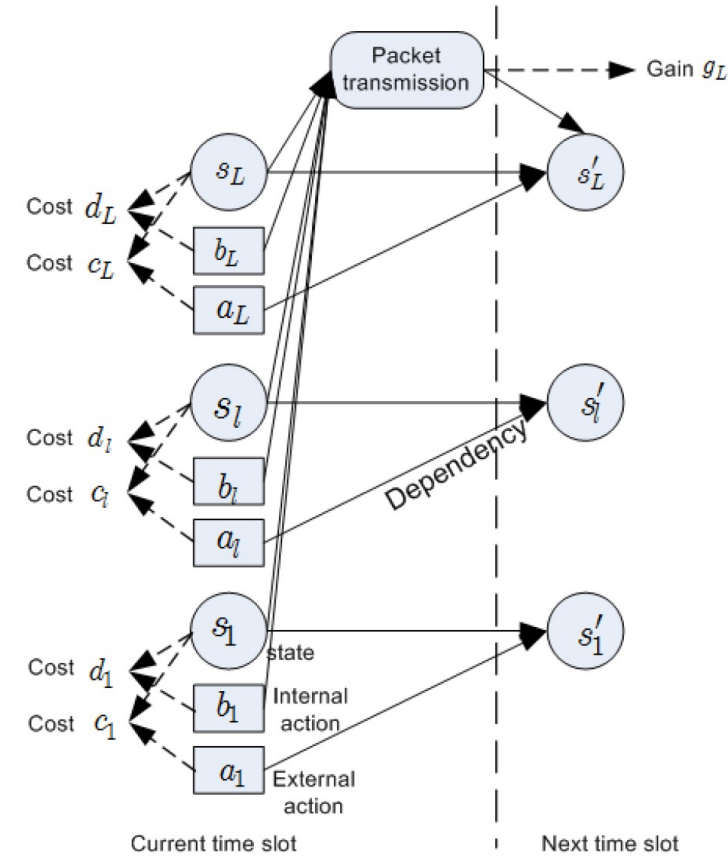 Packet
transmission
Gain g_L
s_L
s′_L
Cost d_L
b_L
Cost c_L
a_L
s_l
s′_l
Cost d_l
Dependency
b_l
Cost c_l
a_l
s_1
s′_1
state
Cost d_1
b_1
Internal
action
Cost c_1
a_1
External
action
Current time slot
Next time slot